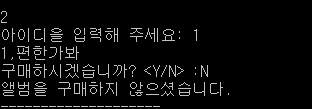 2
아이디을 입력해 주세요: 1
1,편한가봐
구매하시겠습니까? <Y/N> :N
앨범을 구매하지 않으셨습니다.
--------------------